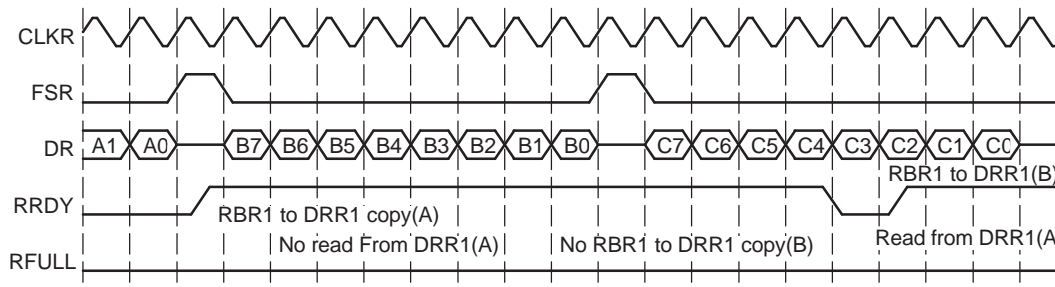 CLKR
FSR
DR A1 A0 B7 B6 B5 B4 B3 B2 B1 B0 C7 C6 C5 C4 C3 C2 C1 C0
RBR1 to DRR1(B)
RRDY RBR1 to DRR1 copy(A)
No read From DRR1(A) No RBR1 to DRR1 copy(B) Read from DRR1(A
RFULL